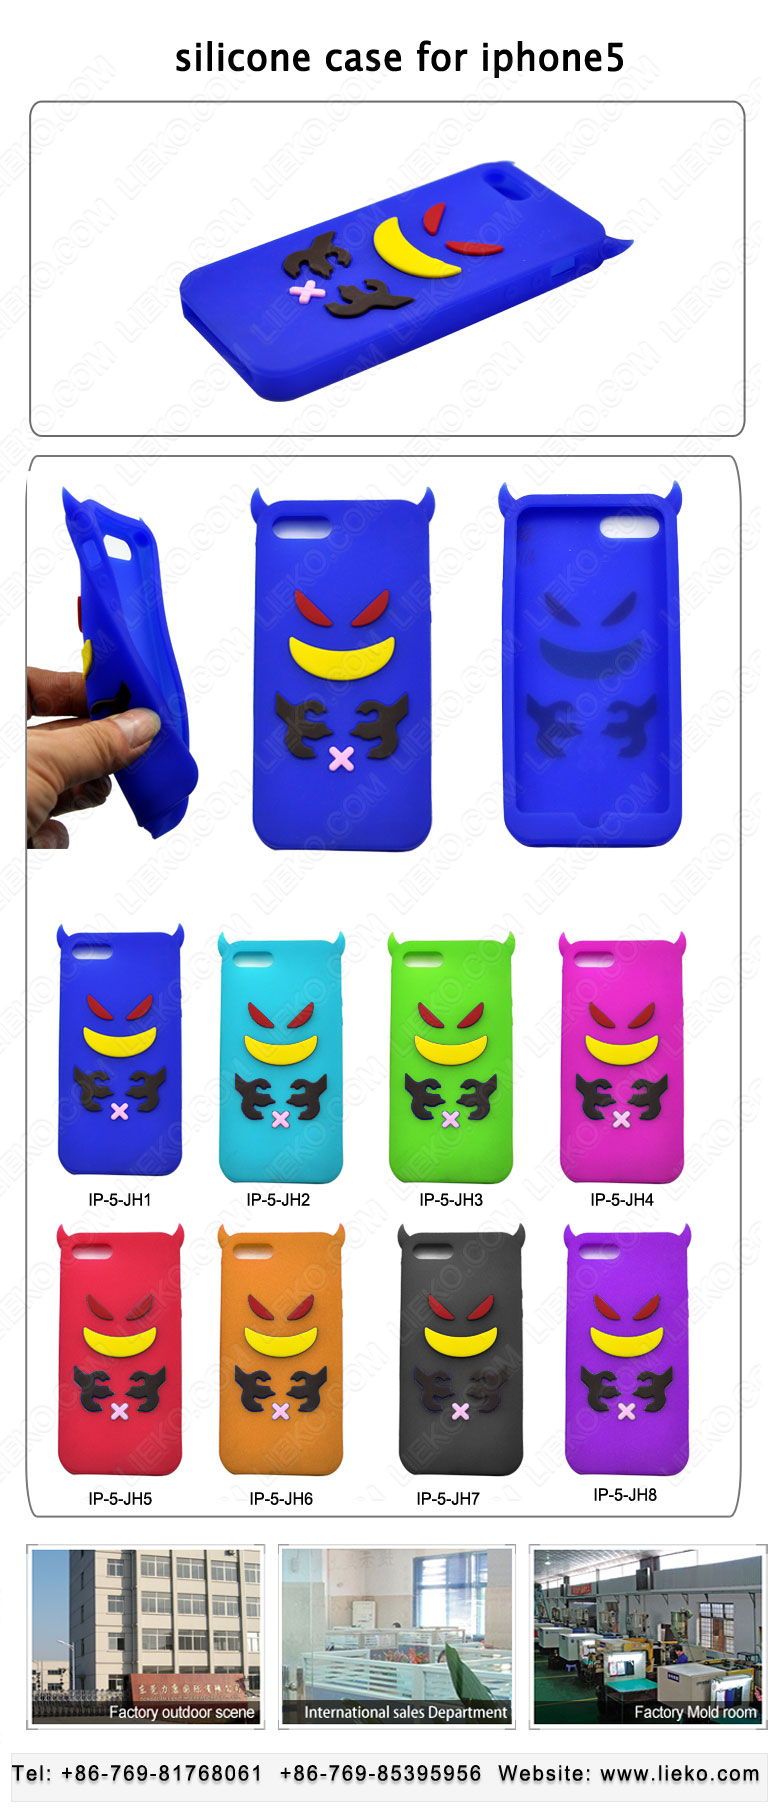 silicone case for iphone5
LIEKO.COM
IP-5-JH1 IP-5-JH2 IP-5-JH3 IP-5-JH4
IP-5-JH5 IP-5-JH6 IP-5-JH7 IP-5-JH8
Factory outdoor scene International sales Department Factory Mold room
Tel: +86-769-81768061 +86-769-85395956 Website: www.lieko.com